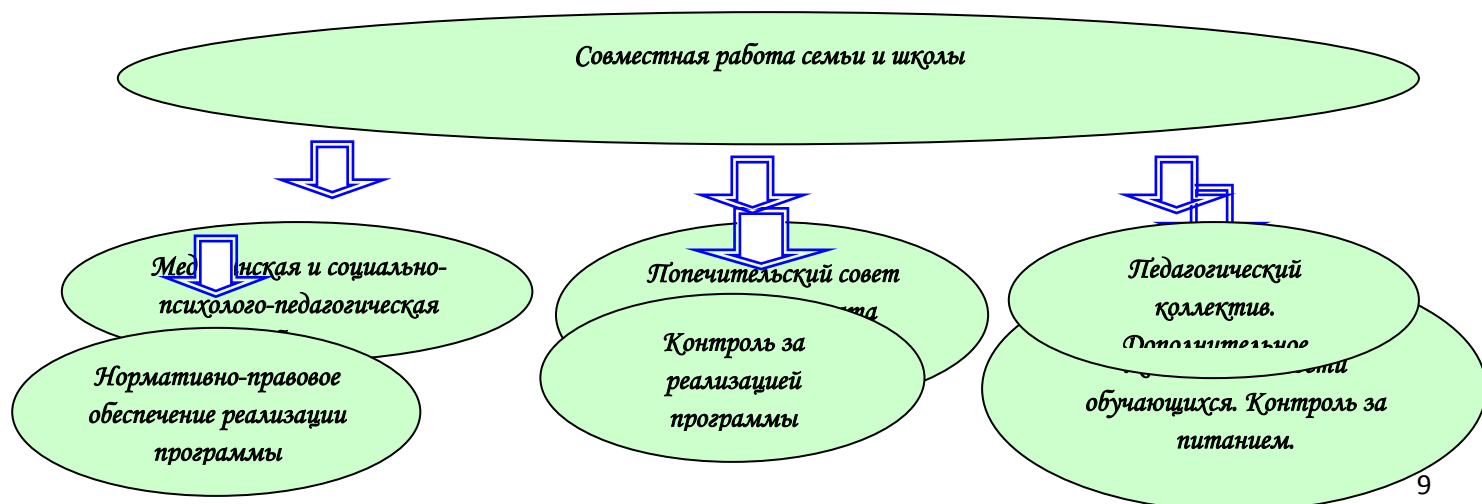 Совместная работа семьи и школы
и социально-
психолого-педагогическая
Нормативно-правовое
обеспечение реализации
программы
Попечительский совет
Контроль за
реализацией
программы
Педагогический
коллектив.
Дополнительное
обучающихся. Контроль за
питанием.
9